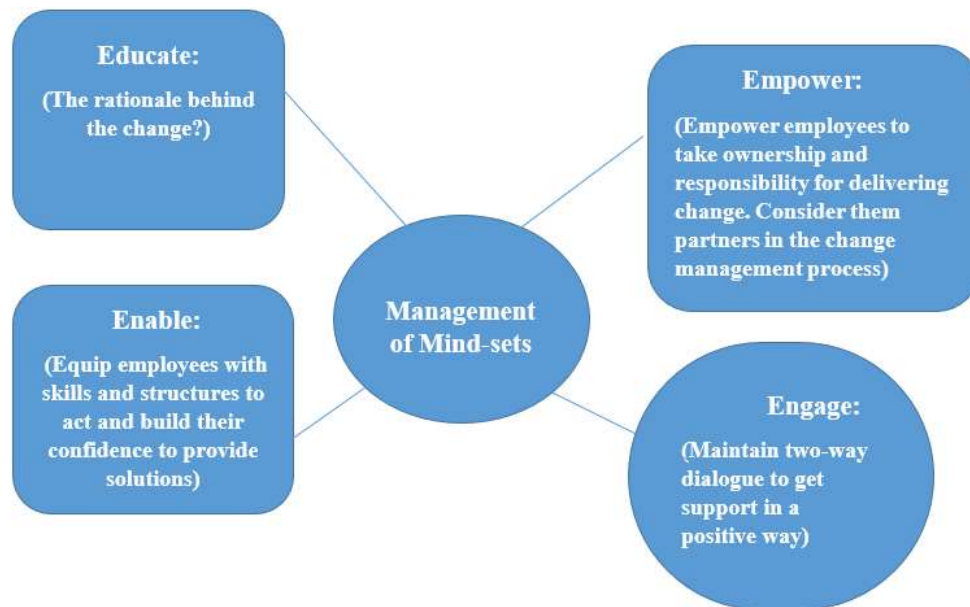 Educate:
(The rationale behind
the change?)
Empower:
(Empower employees to
take ownership and
responsibility for delivering
change. Consider them
partners in the change
management process)
Management
of Mind-sets
Enable:
(Equip employees with
skills and structures to
act and build their
confidence to provide
solutions)
Engage:
(Maintain two-way
dialogue to get
support in a
positive way)